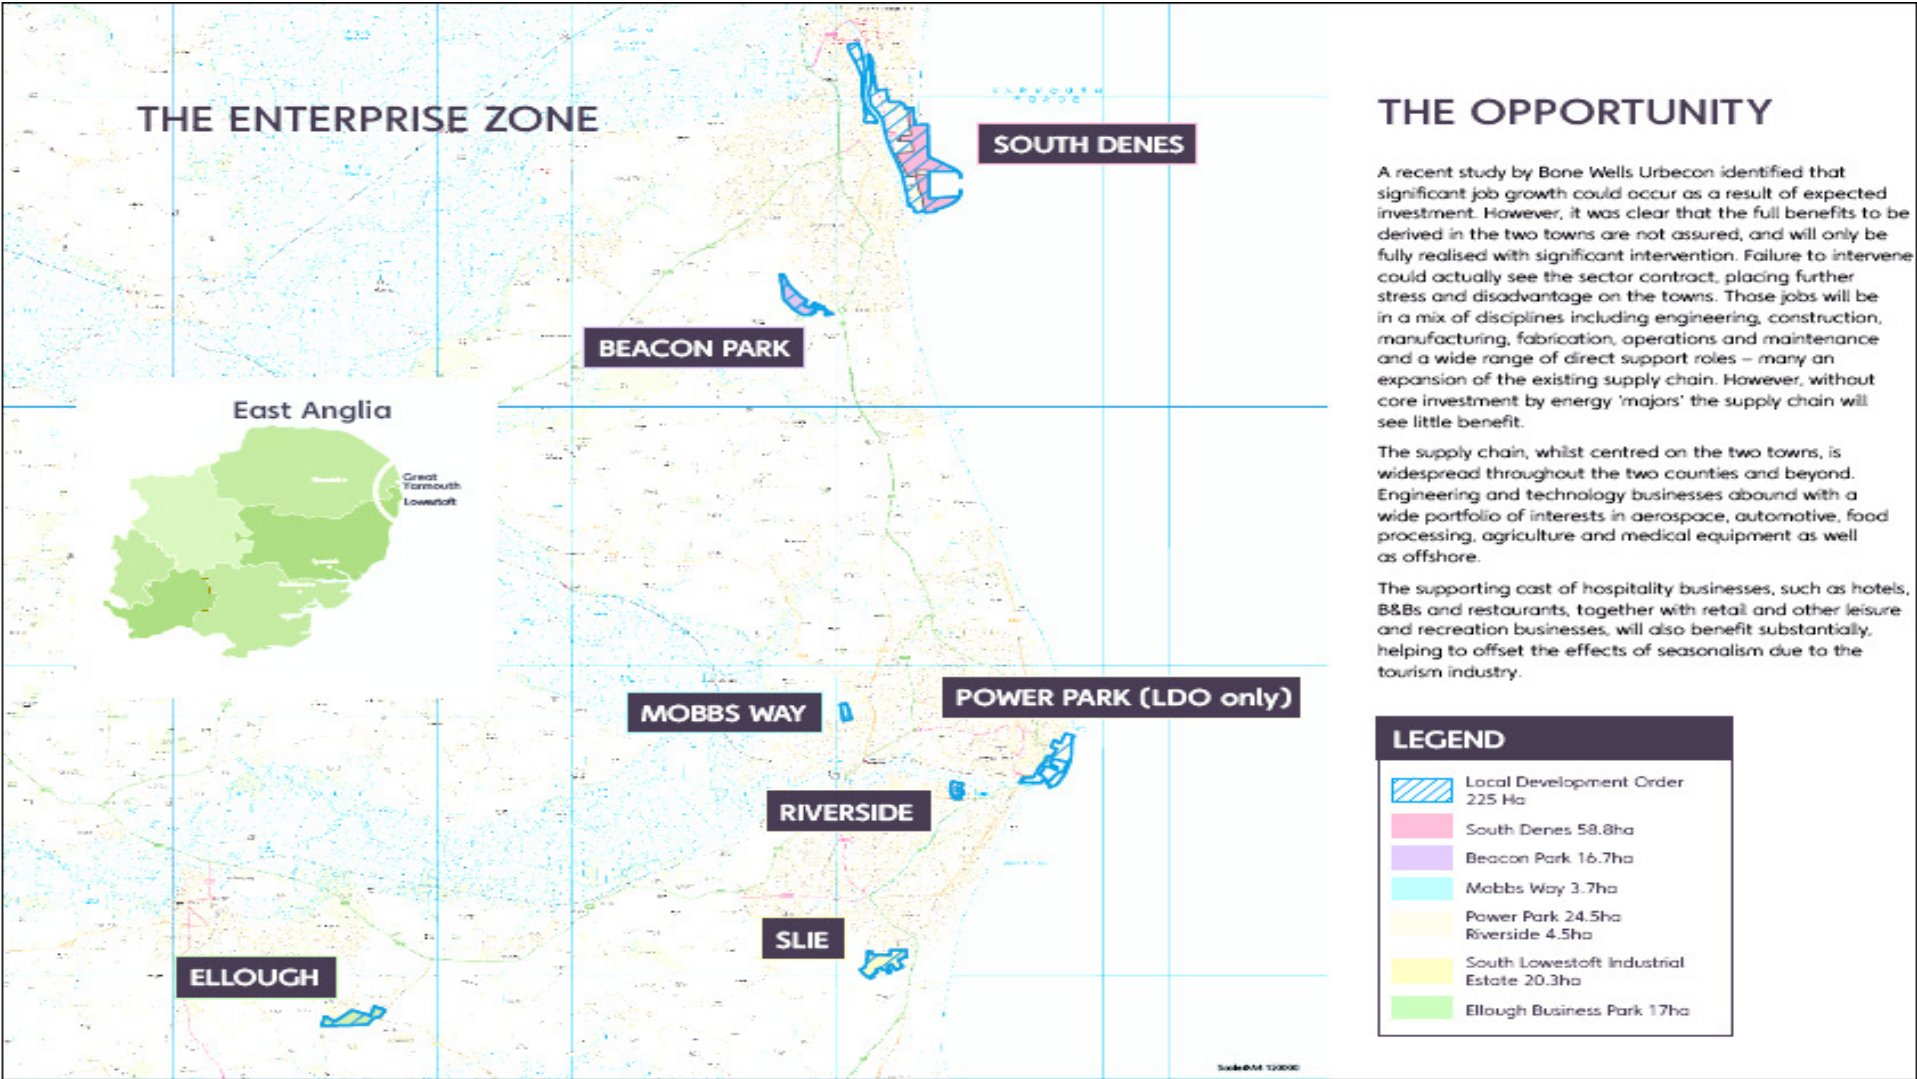 THE ENTERPRISE ZONE
SOUTH DENES
BEACON PARK
East Anglia
Great
Yarmouth
Lowestoft
MOBBS WAY
POWER PARK (LDO only)
RIVERSIDE
SLIE
ELLOUGH
THE OPPORTUNITY
A recent study by Bone Wells Urbecon identified that
significant job growth could occur as a result of expected
investment. However, it was clear that the full benefits to be
derived in the two towns are not assured, and will only be
fully realised with significant intervention. Failure to intervene
could actually see the sector contract, placing further
stress and disadvantage on the towns. Those jobs will be
in a mix of disciplines including engineering, construction,
manufacturing, fabrication, operations and maintenance
and a wide range of direct support roles – many an
expansion of the existing supply chain. However, without
core investment by energy 'majors' the supply chain will
see little benefit.
The supply chain, whilst centred on the two towns, is
widespread throughout the two counties and beyond.
Engineering and technology businesses abound with a
wide portfolio of interests in aerospace, automotive, food
processing, agriculture and medical equipment as well
as offshore.
The supporting cast of hospitality businesses, such as hotels,
B&Bs and restaurants, together with retail and other leisure
and recreation businesses, will also benefit substantially,
helping to offset the effects of seasonalism due to the
tourism industry.
LEGEND
Local Development Order
225 Ha
South Denes 58.8ha
Beacon Park 16.7ha
Mobbs Way 3.7ha
Power Park 24.5ha
Riverside 4.5ha
South Lowestoft Industrial
Estate 20.3ha
Ellough Business Park 17ha